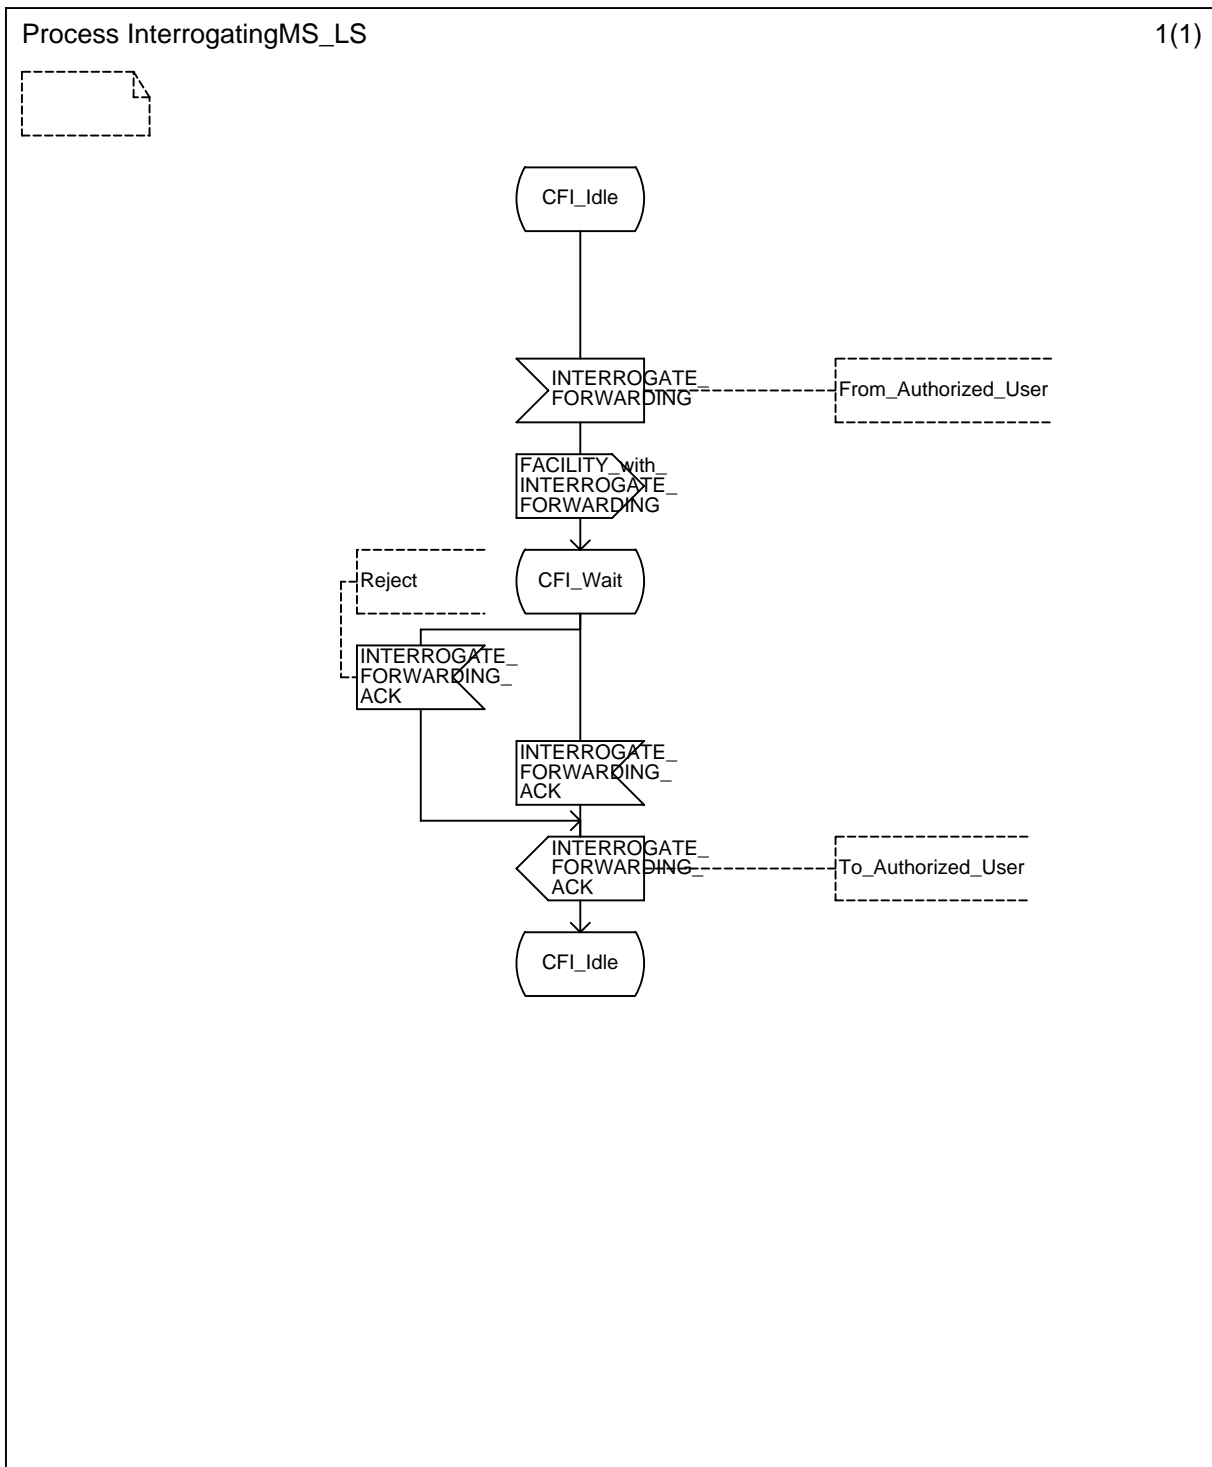 Process InterrogatingMS_LS
1(1)
CFI_Idle
INTERROGATE_
FORWARDING
From_Authorized_User
FACILITY_with_
INTERROGATE_
FORWARDING
Reject
CFI_Wait
INTERROGATE_
FORWARDING_
ACK
INTERROGATE_
FORWARDING_
ACK
INTERROGATE_
FORWARDING_
ACK
To_Authorized_User
CFI_Idle